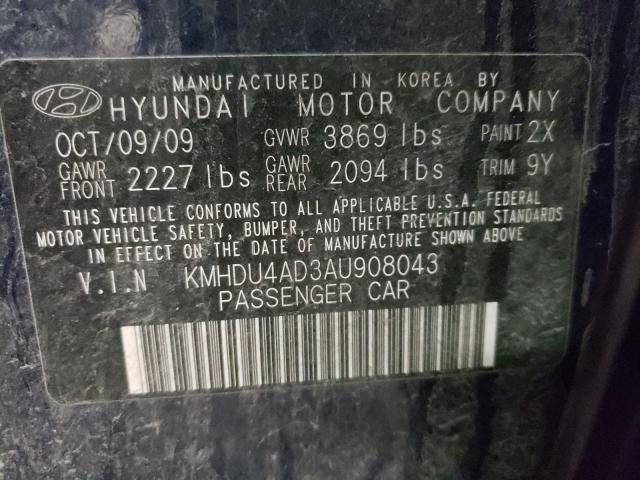 MANUFACTURED IN KOREA BY
HYUNDAI MOTOR COMPANY
OCT/09/09 GVWR 3869 lbs PAINT 2X
GAWR FRONT 2227 lbs GAWR REAR 2094 lbs TRIM 9Y
THIS VEHICLE CONFORMS TO ALL APPLICABLE U.S.A. FEDERAL
MOTOR VEHICLE SAFETY, BUMPER, AND THEFT PREVENTION STANDARDS
IN EFFECT ON THE DATE OF MANUFACTURE SHOWN ABOVE
V.I.N KMHDU4AD3AU908043
PASSENGER CAR